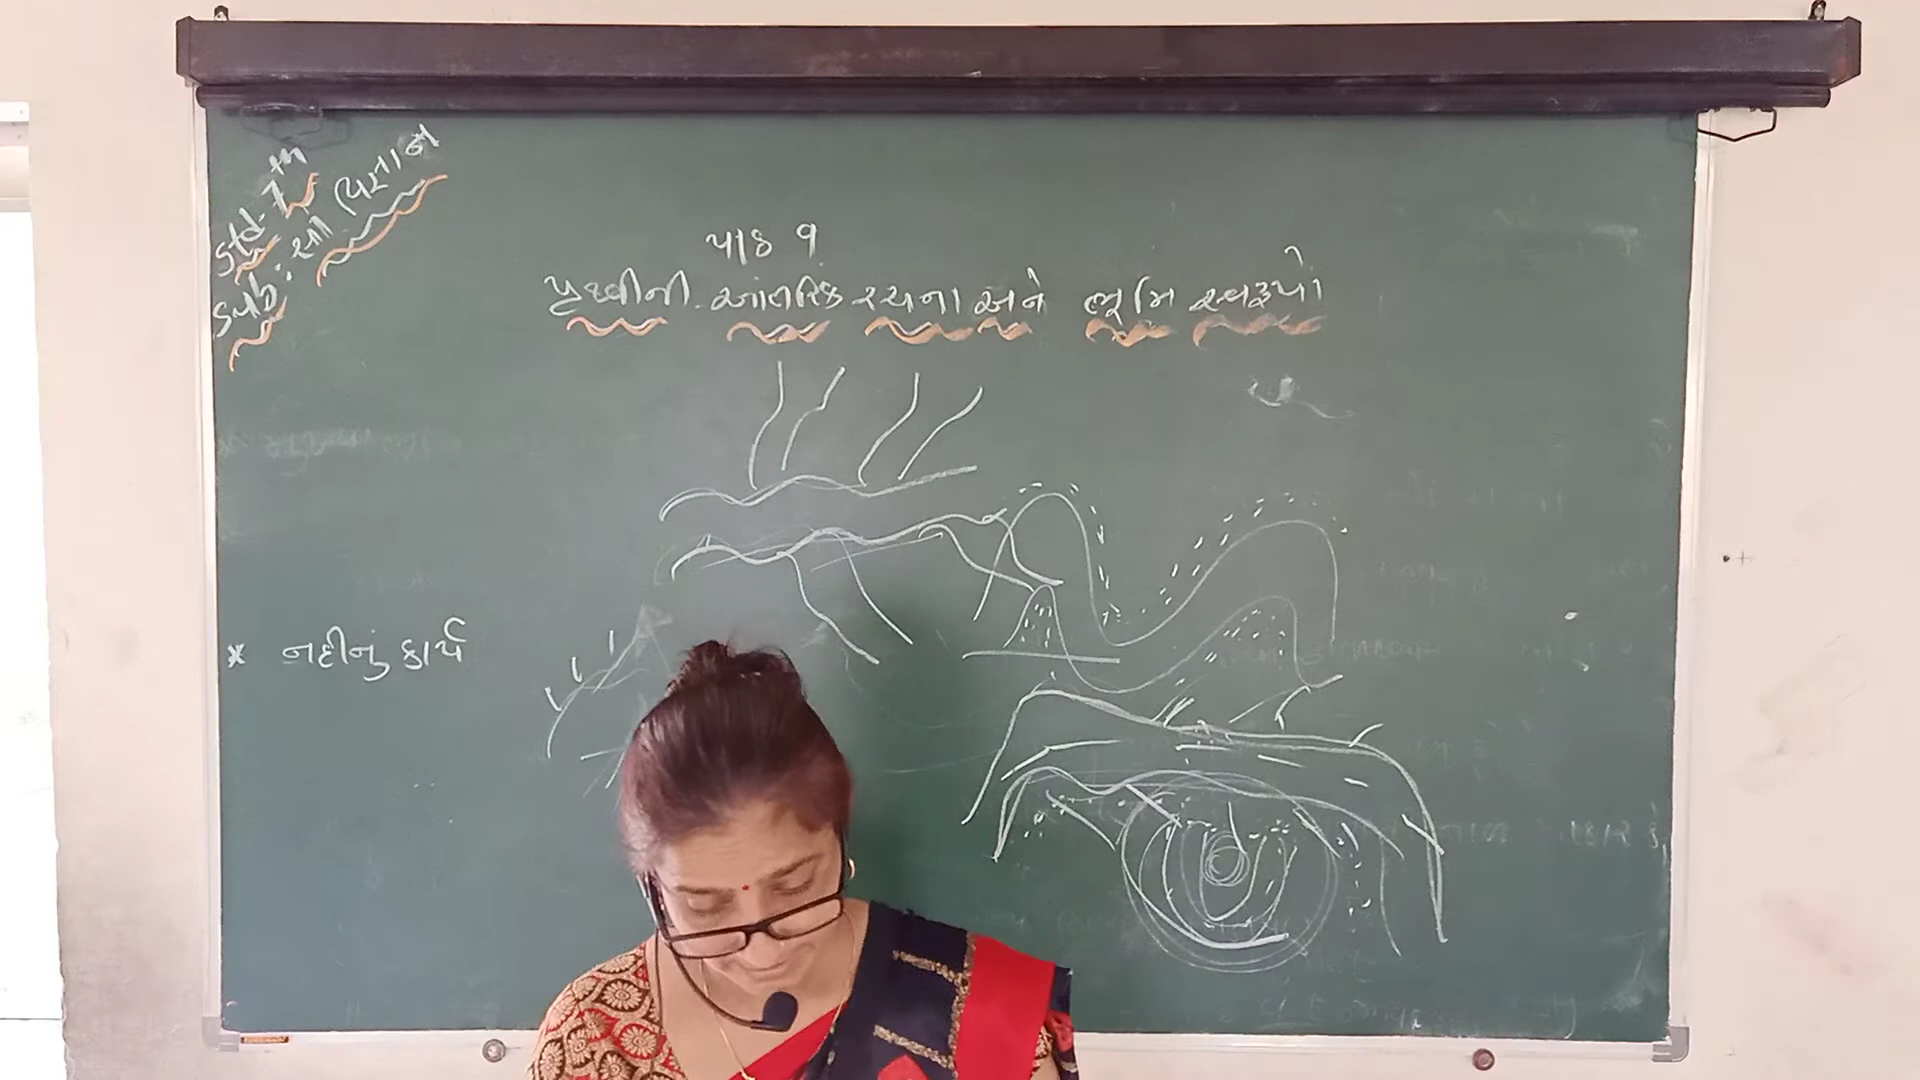 Std-7th
Sub: સા. વિજ્ઞાન
પાઠ ૧
પૃથ્વીની આંતરિક રચના અને ભૂમિ સ્વરૂપો
* નદીનું કાર્ય